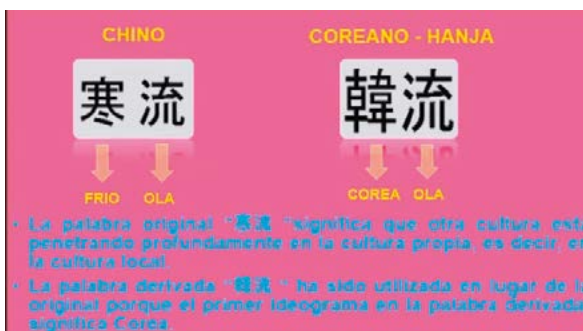 CHINO
COREANO - HANJA
寒流
韓流
FRIO OLA
COREA OLA
• La palabra original "寒流 "significa que otra cultura está
penetrando profundamente en la cultura propia, es decir, en
la cultura local.
• La palabra derivada "韓流 " ha sido utilizada en lugar de la
original porque el primer ideograma en la palabra derivada
significa Corea.